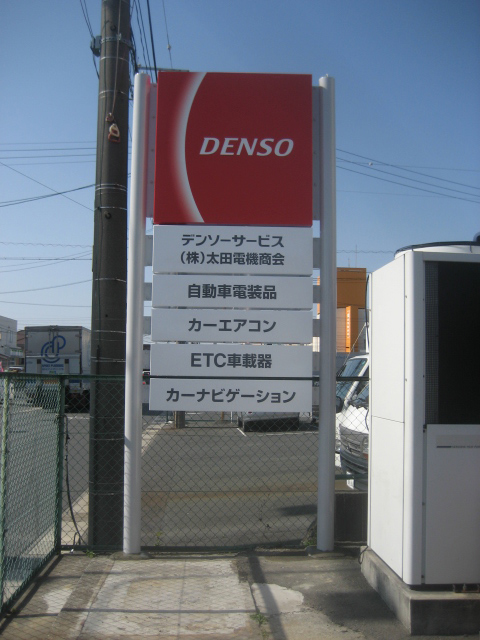 DENSO
デンソーサービス
(株)太田電機商会
自動車電装品
カーエアコン
ETC車載器
カーナビゲーション